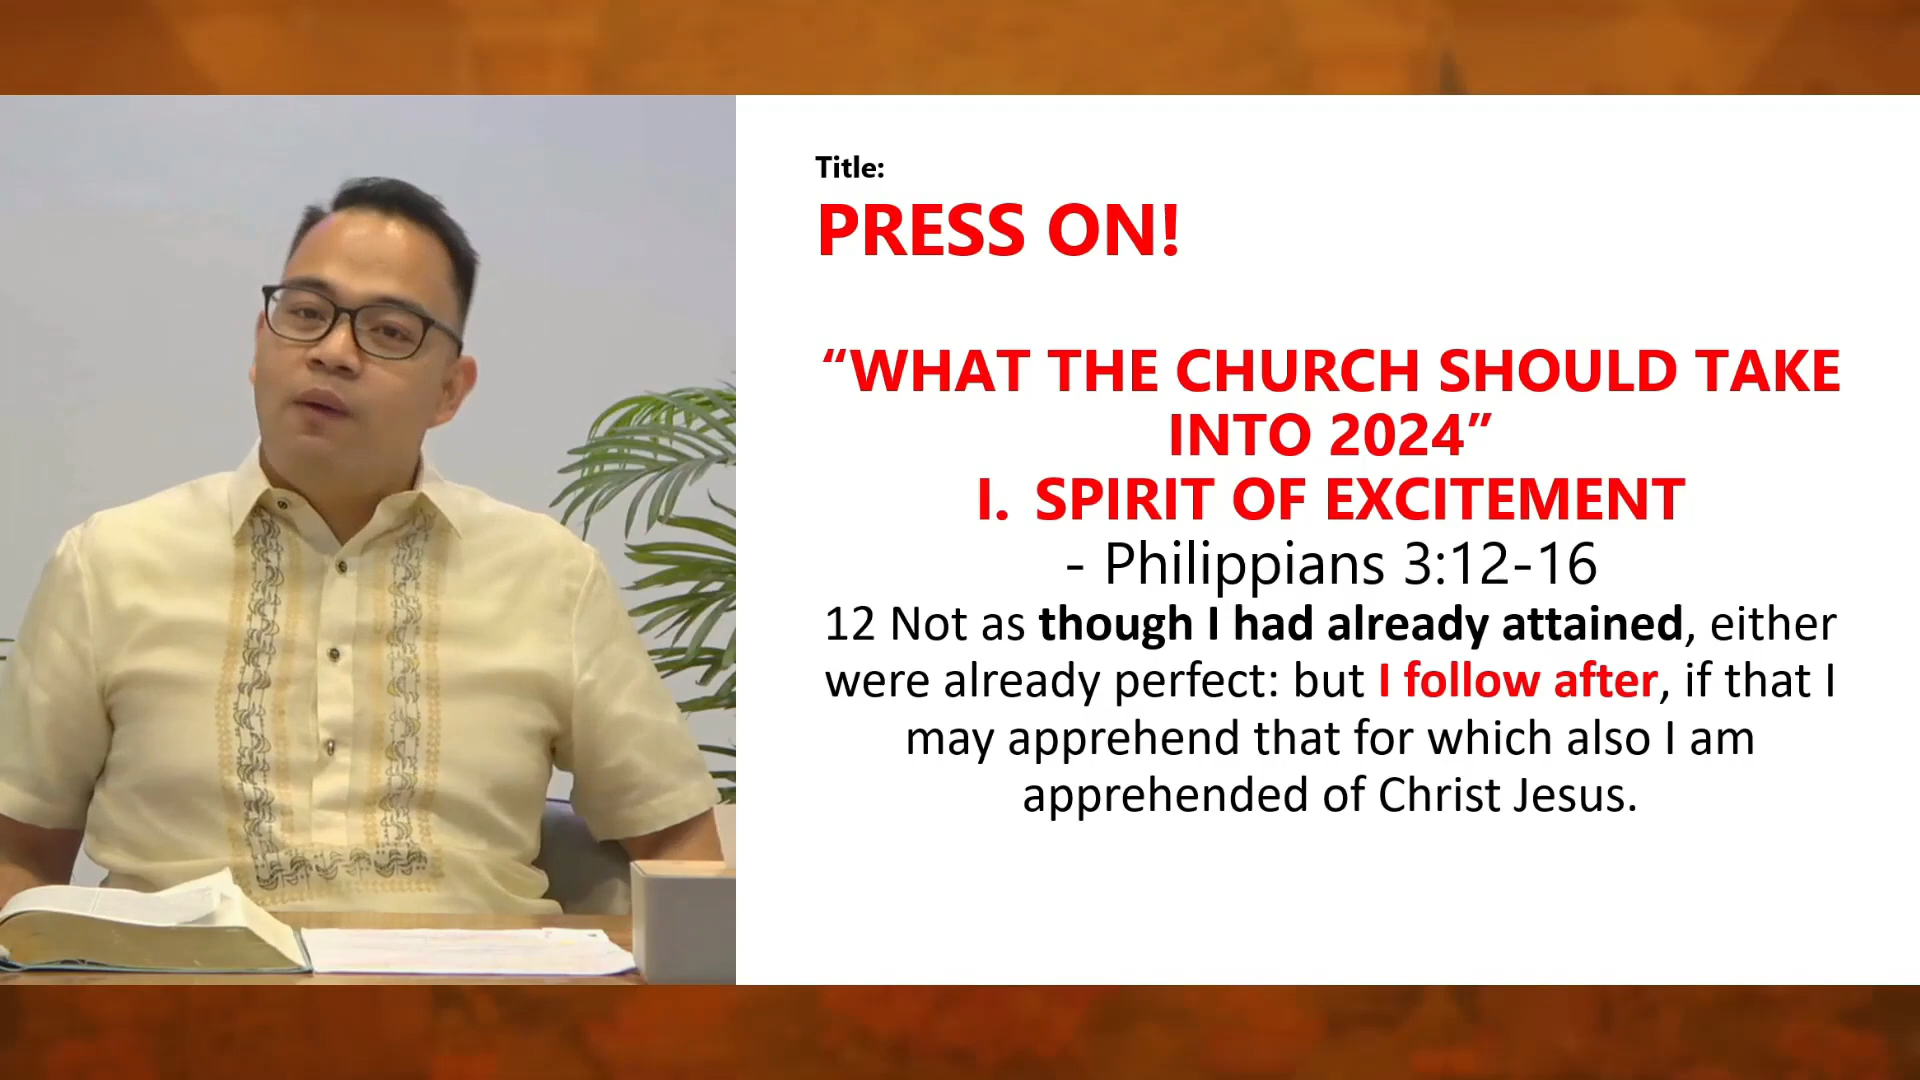 Title:
PRESS ON!
“WHAT THE CHURCH SHOULD TAKE
INTO 2024”
I. SPIRIT OF EXCITEMENT
- Philippians 3:12-16
12 Not as though I had already attained, either
were already perfect: but I follow after, if that I
may apprehend that for which also I am
apprehended of Christ Jesus.